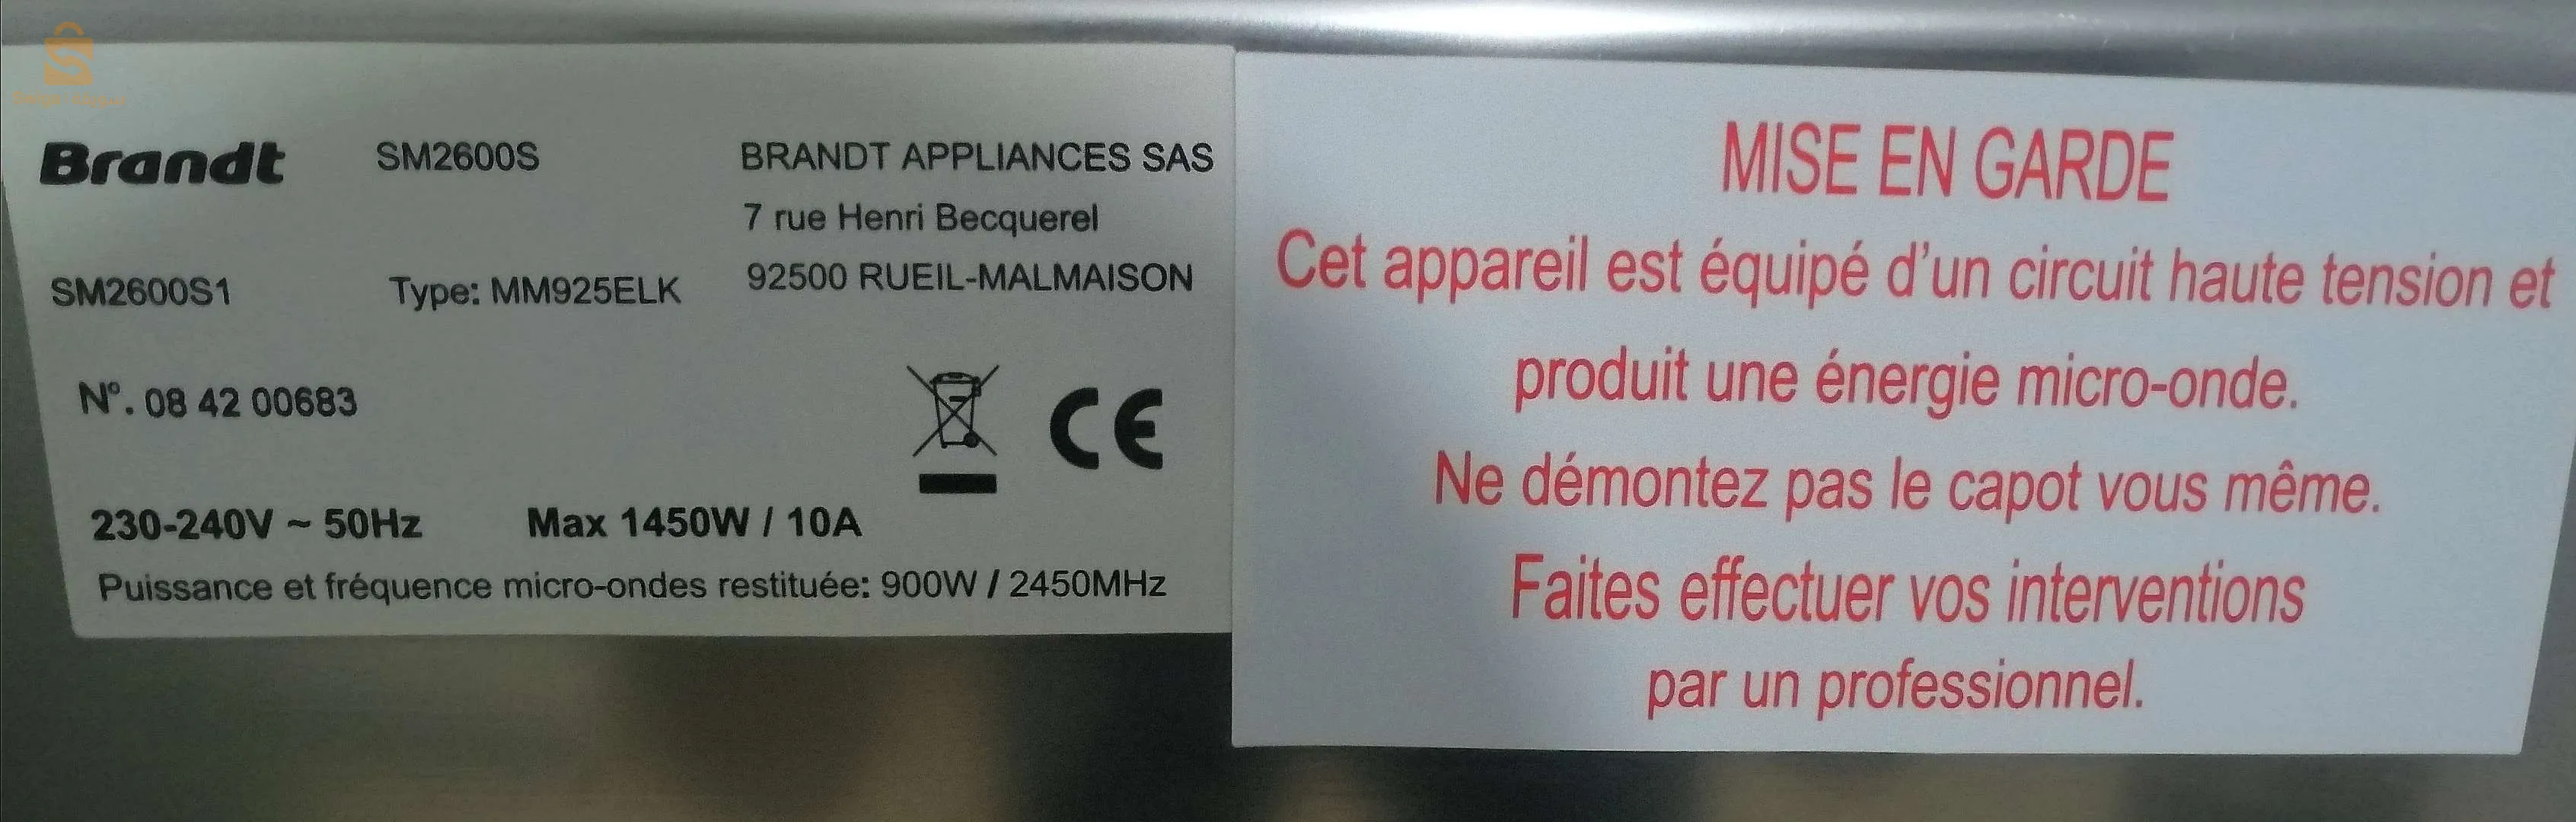 Brandt SM2600S BRANDT APPLIANCES SAS
7 rue Henri Becquerel
SM2600S1 Type: MM925ELK 92500 RUEIL-MALMAISON
N°. 08 42 00683
CE
230-240V ~ 50Hz Max 1450W / 10A
Puissance et fréquence micro-ondes restituée: 900W / 2450MHz
MISE EN GARDE
Cet appareil est équipé d'un circuit haute tension et
produit une énergie micro-onde.
Ne démontez pas le capot vous même.
Faites effectuer vos interventions
par un professionnel.